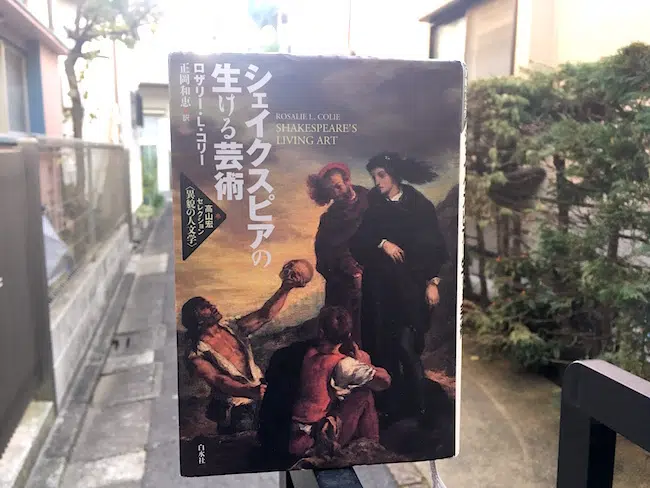 シェイクスピアの
生ける芸術
ロザリー・L・コリー
正岡和恵 訳
ROSALIE L. COLIE
SHAKESPEARE'S
LIVING ART
高山宏
セレクション
〈異貌の人文学〉
白水社